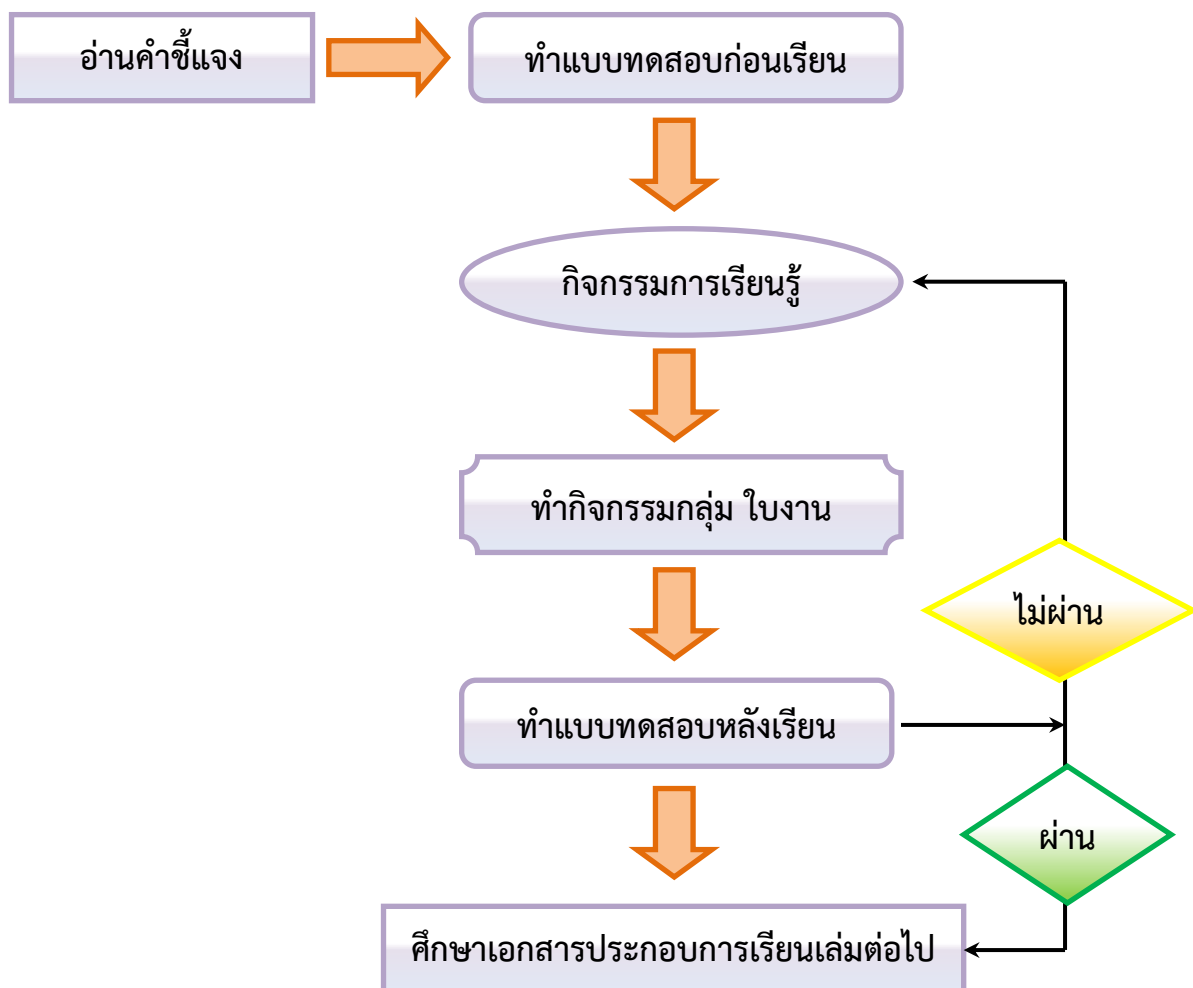 อ่านคำชี้แจง
ทำแบบทดสอบก่อนเรียน
กิจกรรมการเรียนรู้
ทำกิจกรรมกลุ่ม ใบงาน
ไม่ผ่าน
ทำแบบทดสอบหลังเรียน
ผ่าน
ศึกษาเอกสารประกอบการเรียนเล่มต่อไป